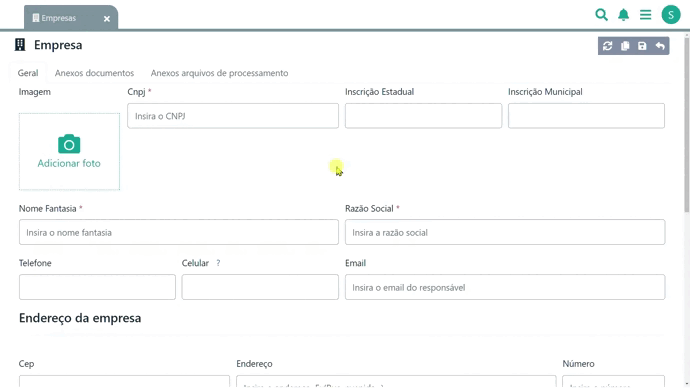 Empresas
S
Empresa
Geral Anexos documentos Anexos arquivos de processamento
Imagem Cnpj * Inscrição Estadual Inscrição Municipal
Insira o CNPJ
Adicionar foto
Nome Fantasia * Razão Social *
Insira o nome fantasia Insira a razão social
Telefone Celular ? Email
Insira o email do responsável
Endereço da empresa
Cep Endereço Número